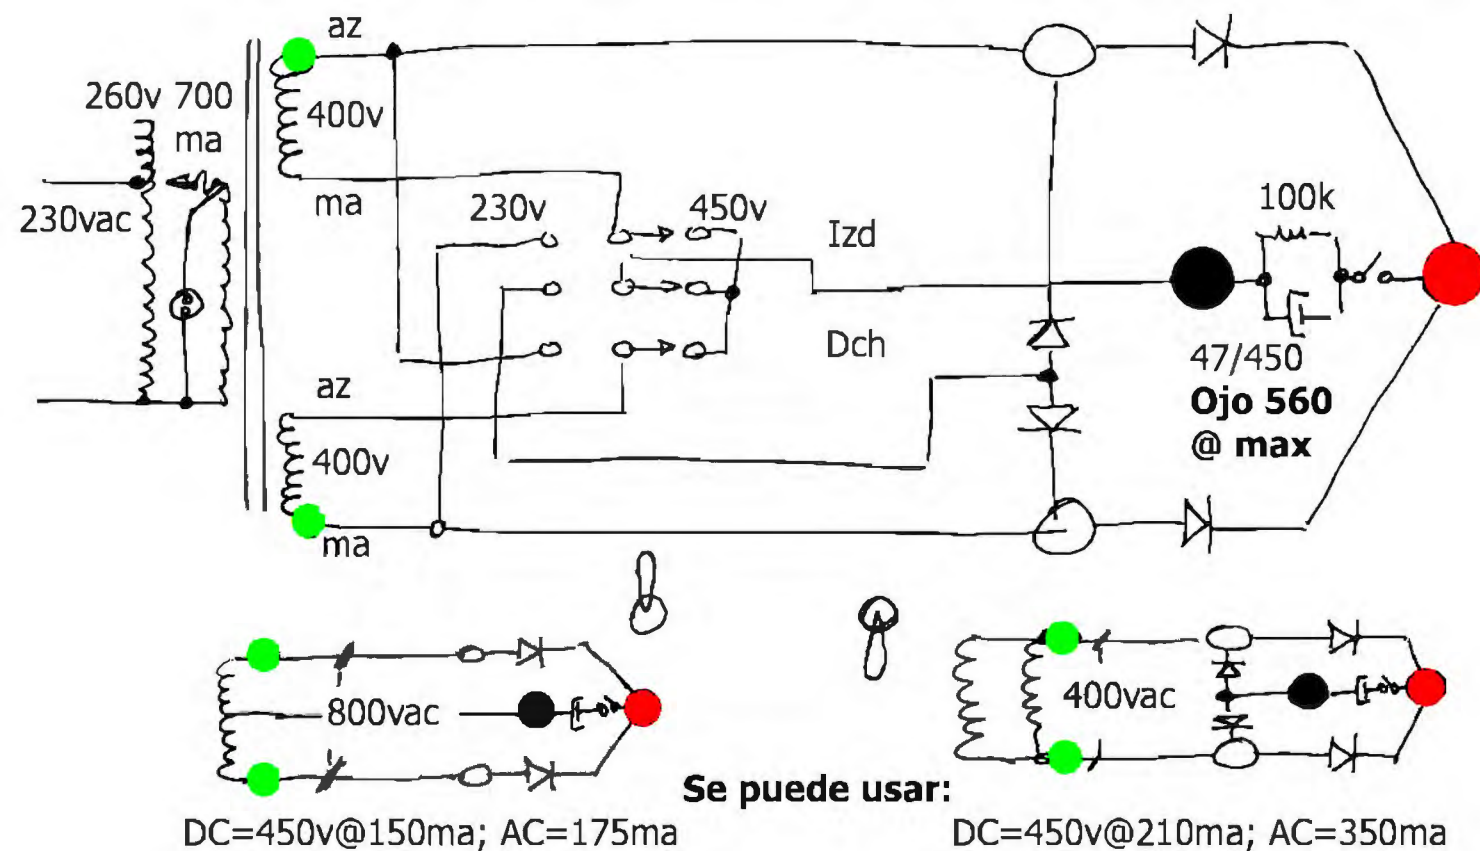 az
260v 700
ma
400v
230vac
ma
230v
450v
Izd
100k
Dch
47/450
Ojo 560
@ max
az
400v
ma
800vac
400vac
Se puede usar:
DC=450v@150ma; AC=175ma
DC=450v@210ma; AC=350ma